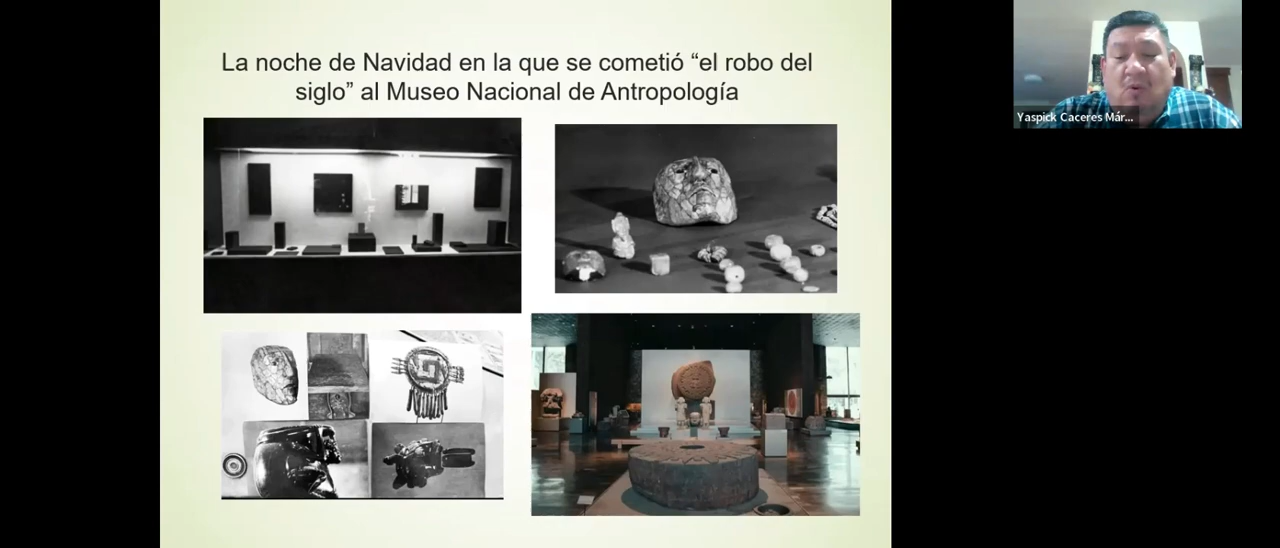 La noche de Navidad en la que se cometió “el robo del
siglo” al Museo Nacional de Antropología
Yaspick Caceres Már...